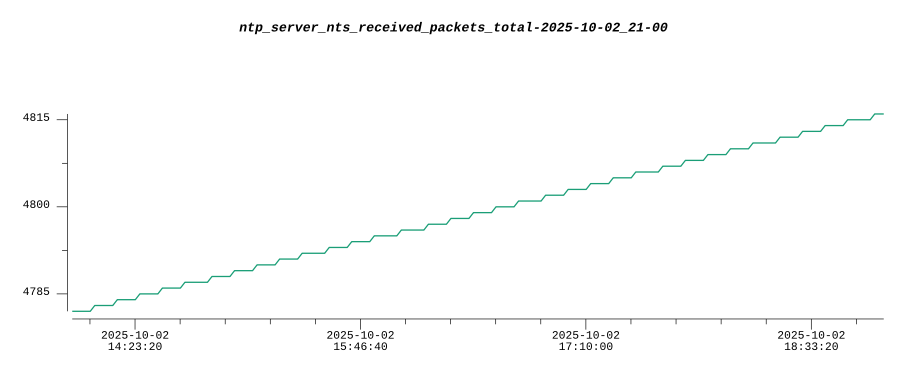 ntp_server_nts_received_packets_total-2025-10-02_21-00
4815
4800
4785
2025-10-02 2025-10-02 2025-10-02 2025-10-02
14:23:20 15:46:40 17:10:00 18:33:20